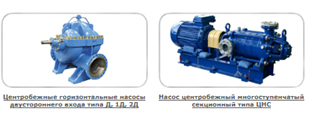 Центробежные горизонтальные насосы
двустороннего входа типа Д, 1Д, 2Д
Насос центробежный многоступенчатый
секционный типа ЦНС